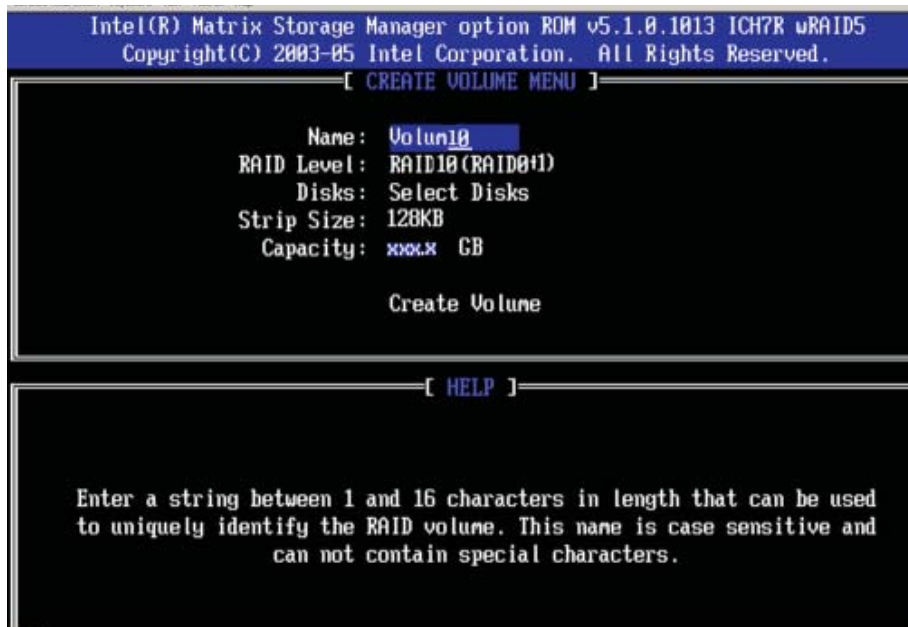 Intel(R) Matrix Storage Manager option ROM v5.1.0.1013 ICH7R wRAID5
Copyright(C) 2003-05 Intel Corporation. All Rights Reserved.
[ CREATE VOLUME MENU ]
Name: Volum10
RAID Level: RAID10(RAID0+1)
Disks: Select Disks
Strip Size: 128KB
Capacity: xxx.x GB
Create Volume
[ HELP ]
Enter a string between 1 and 16 characters in length that can be used
to uniquely identify the RAID volume. This name is case sensitive and
can not contain special characters.